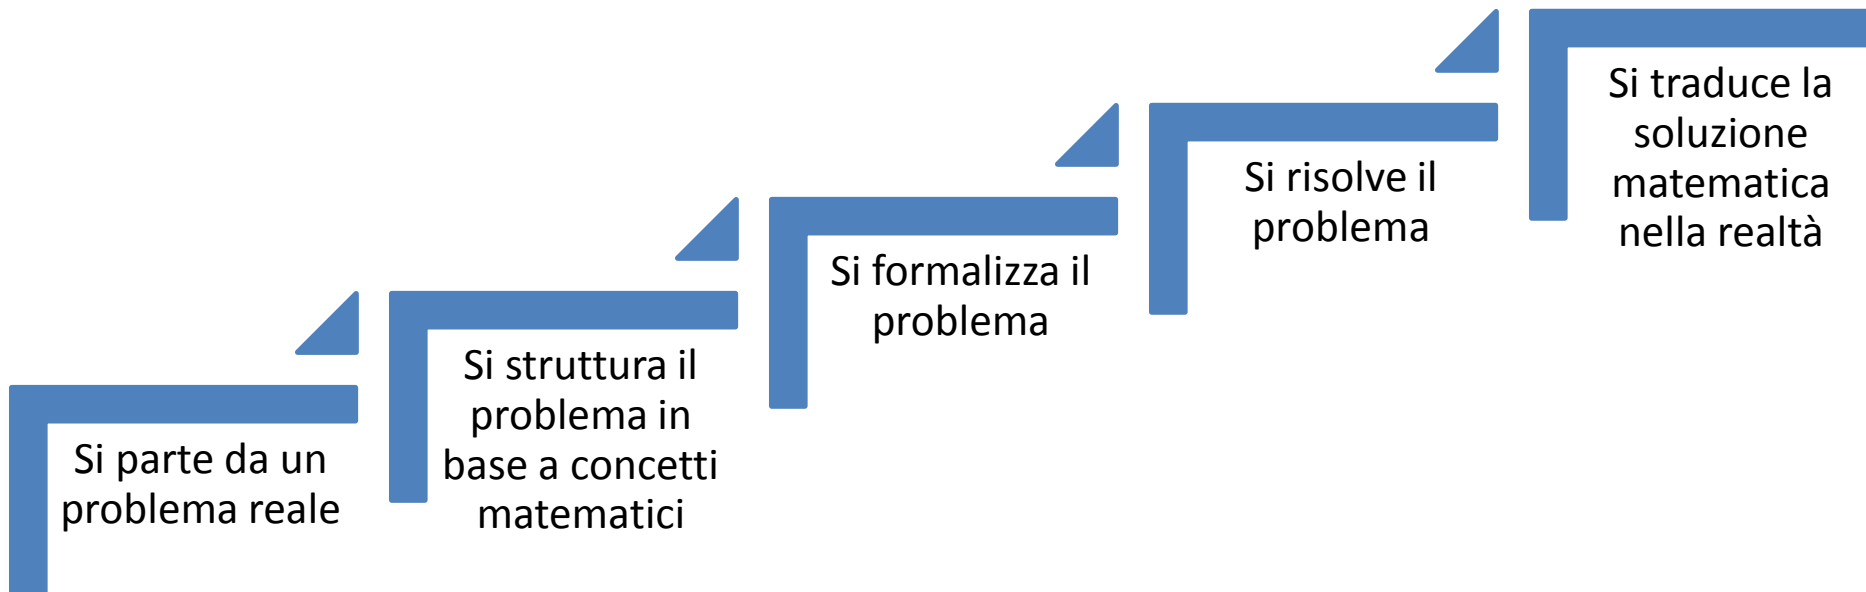 Si parte da un
problema reale
Si struttura il
problema in
base a concetti
matematici
Si formalizza il
problema
Si risolve il
problema
Si traduce la
soluzione
matematica
nella realtà